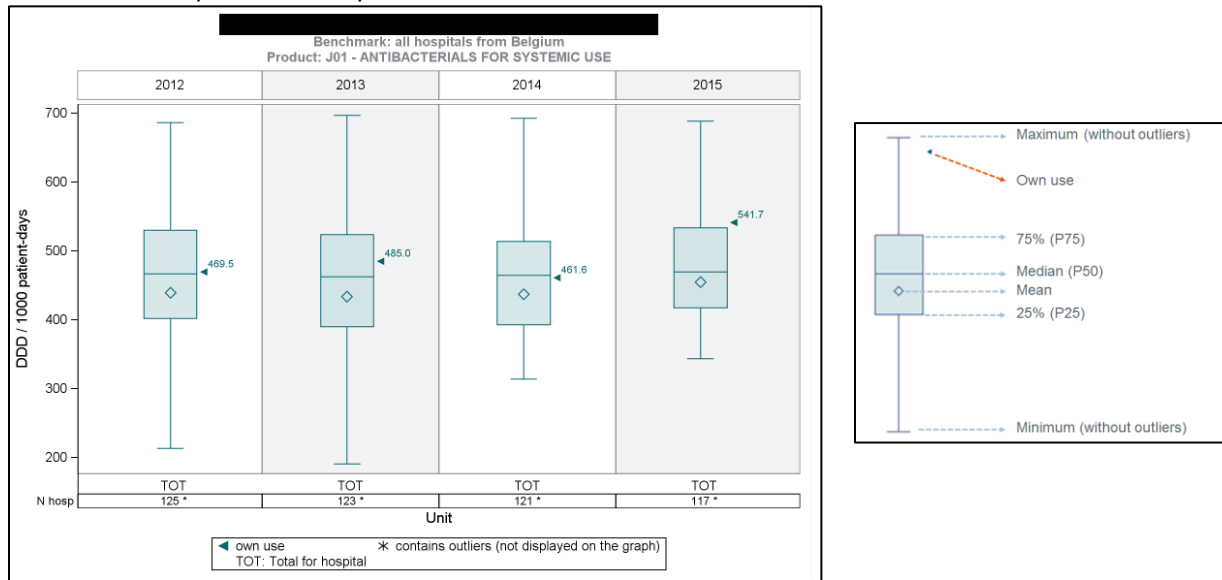 Benchmark: all hospitals from Belgium
Product: J01 - ANTIBACTERIALS FOR SYSTEMIC USE
2012 2013 2014 2015
DDD / 1000 patient-days
700
600
500
400
300
200
469.5
485.0
461.6
541.7
TOT TOT TOT TOT
N hosp 125 * 123 * 121 * 117 *
Unit
◄ own use * contains outliers (not displayed on the graph)
TOT: Total for hospital
Maximum (without outliers)
Own use
75% (P75)
Median (P50)
Mean
25% (P25)
Minimum (without outliers)